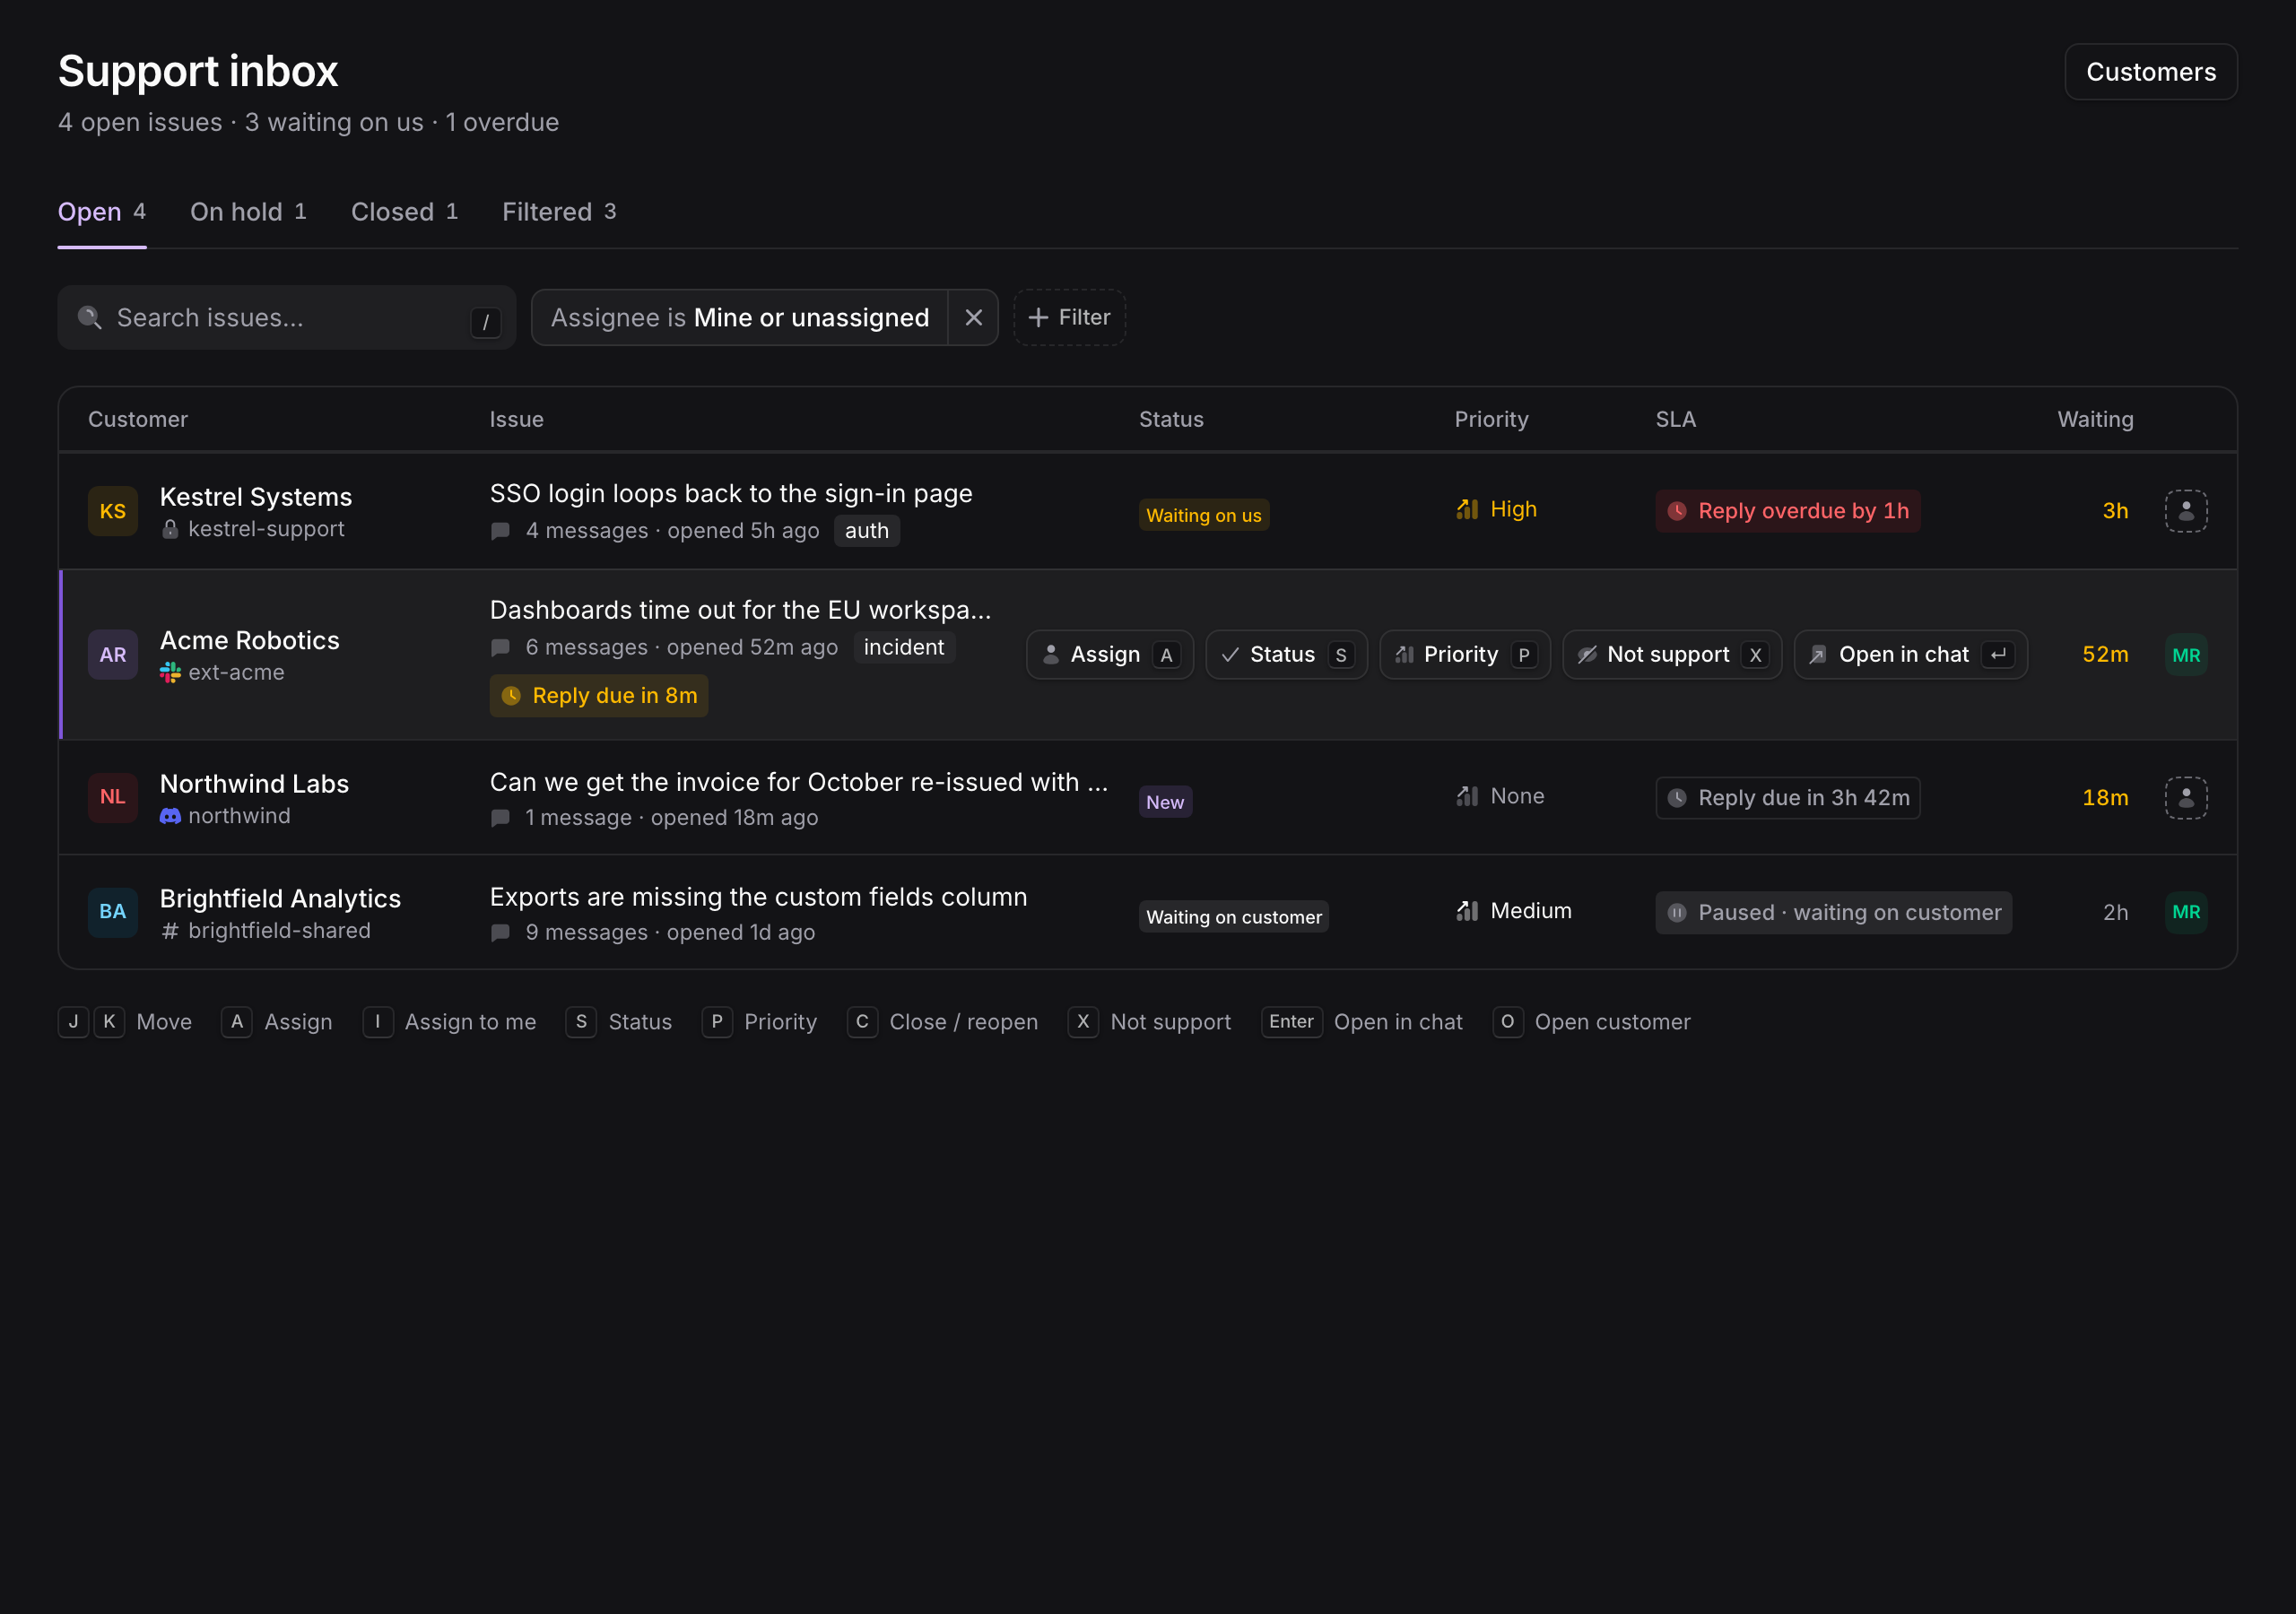 Support inbox
Customers
4 open issues · 3 waiting on us · 1 overdue
Open 4 On hold 1 Closed 1 Filtered 3
Search issues... / Assignee is Mine or unassigned Filter
Customer Issue Status Priority SLA Waiting
KS Kestrel Systems SSO login loops back to the sign-in page Waiting on us High Reply overdue by 1h 3h
kestrel-support 4 messages · opened 5h ago auth
Dashboards time out for the EU workspa...
AR Acme Robotics 6 messages · opened 52m ago incident Assign A Status S Priority P Not support X Open in chat ↵ 52m MR
ext-acme
Reply due in 8m
NL Northwind Labs Can we get the invoice for October re-issued with ... New None Reply due in 3h 42m 18m
northwind 1 message · opened 18m ago
BA Brightfield Analytics Exports are missing the custom fields column Waiting on customer Medium Paused · waiting on customer 2h MR
# brightfield-shared 9 messages · opened 1d ago
J K Move A Assign I Assign to me S Status P Priority C Close / reopen X Not support Enter Open in chat O Open customer